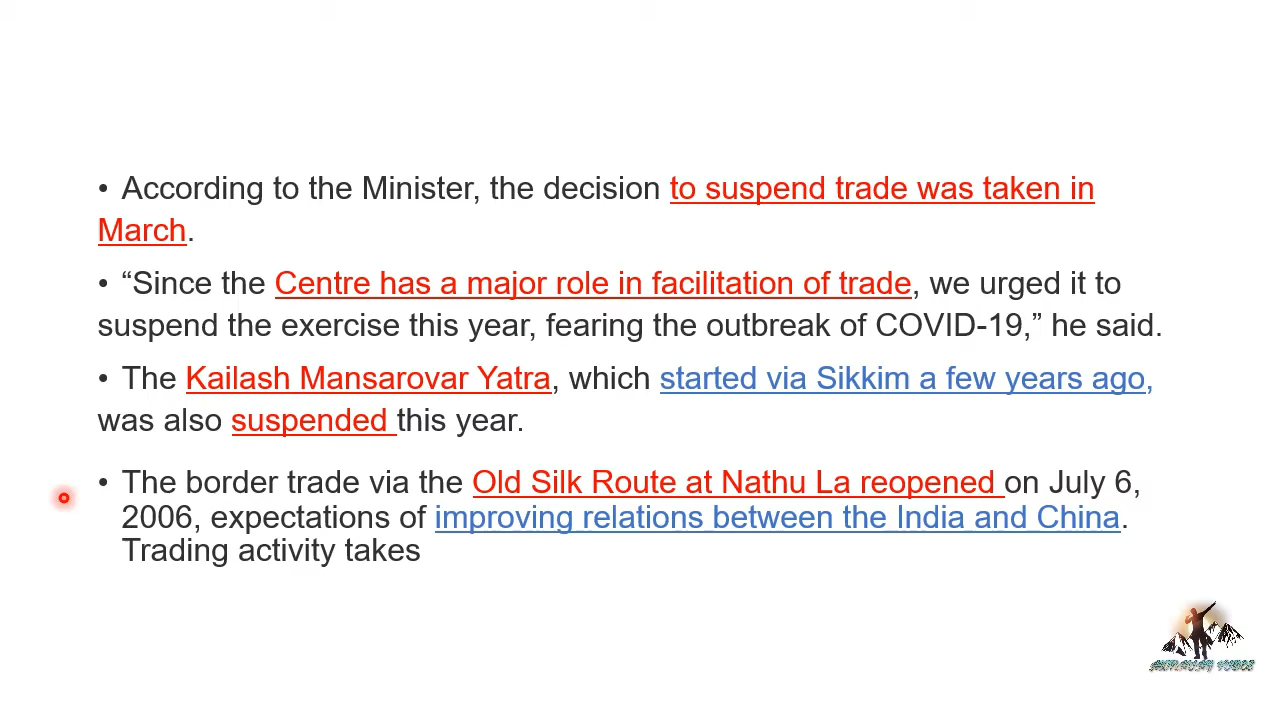 • According to the Minister, the decision to suspend trade was taken in
March.
• “Since the Centre has a major role in facilitation of trade, we urged it to
suspend the exercise this year, fearing the outbreak of COVID-19,” he said.
• The Kailash Mansarovar Yatra, which started via Sikkim a few years ago,
was also suspended this year.
• The border trade via the Old Silk Route at Nathu La reopened on July 6,
2006, expectations of improving relations between the India and China.
Trading activity takes